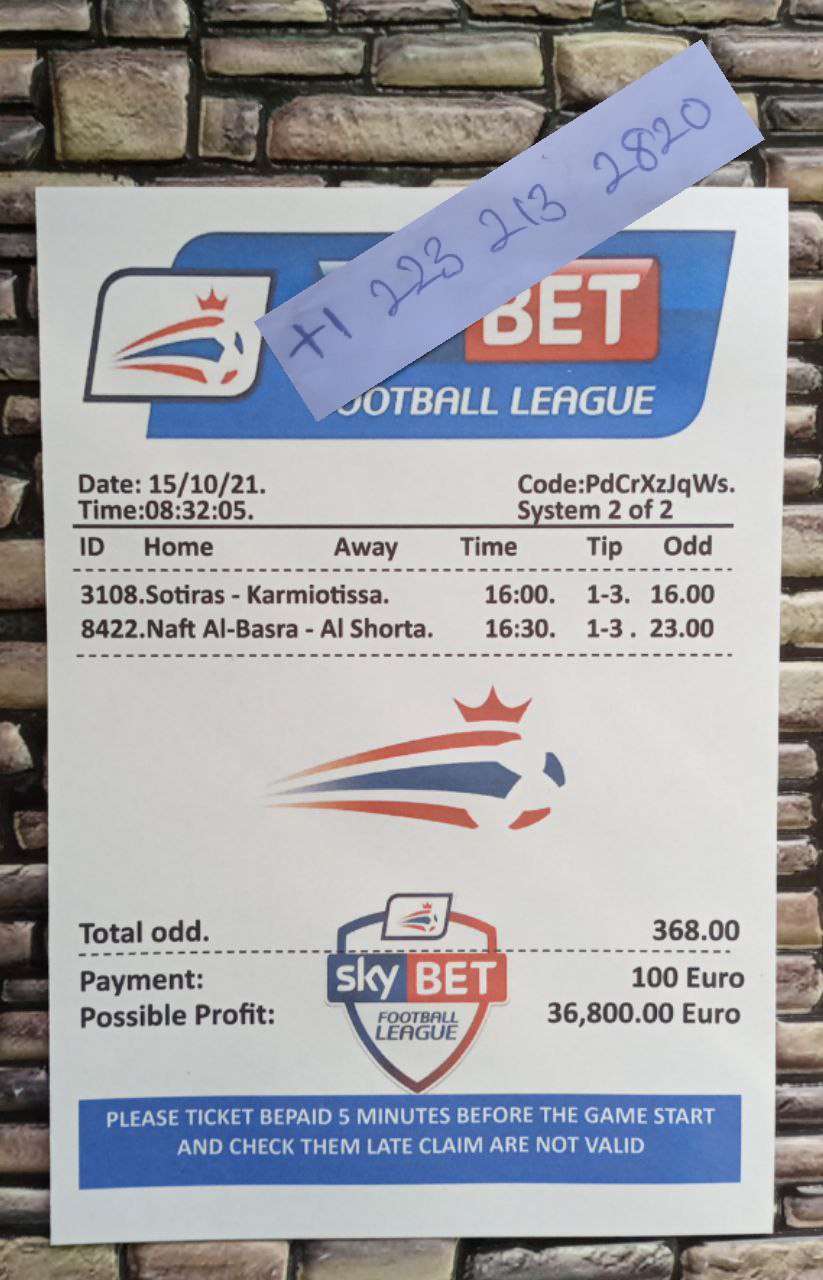 +1 223 213 2820
BET
OOTBALL LEAGUE
Date: 15/10/21. Code:PdCrXzJqWs.
Time:08:32:05. System 2 of 2
ID Home Away Time Tip Odd
3108.Sotiras - Karmiotissa. 16:00. 1-3. 16.00
8422.Naft Al-Basra - Al Shorta. 16:30. 1-3 . 23.00
Total odd. 368.00
sky BET
Payment: 100 Euro
Possible Profit: 36,800.00 Euro
FOOTBALL
LEAGUE
PLEASE TICKET BEPAID 5 MINUTES BEFORE THE GAME START
AND CHECK THEM LATE CLAIM ARE NOT VALID